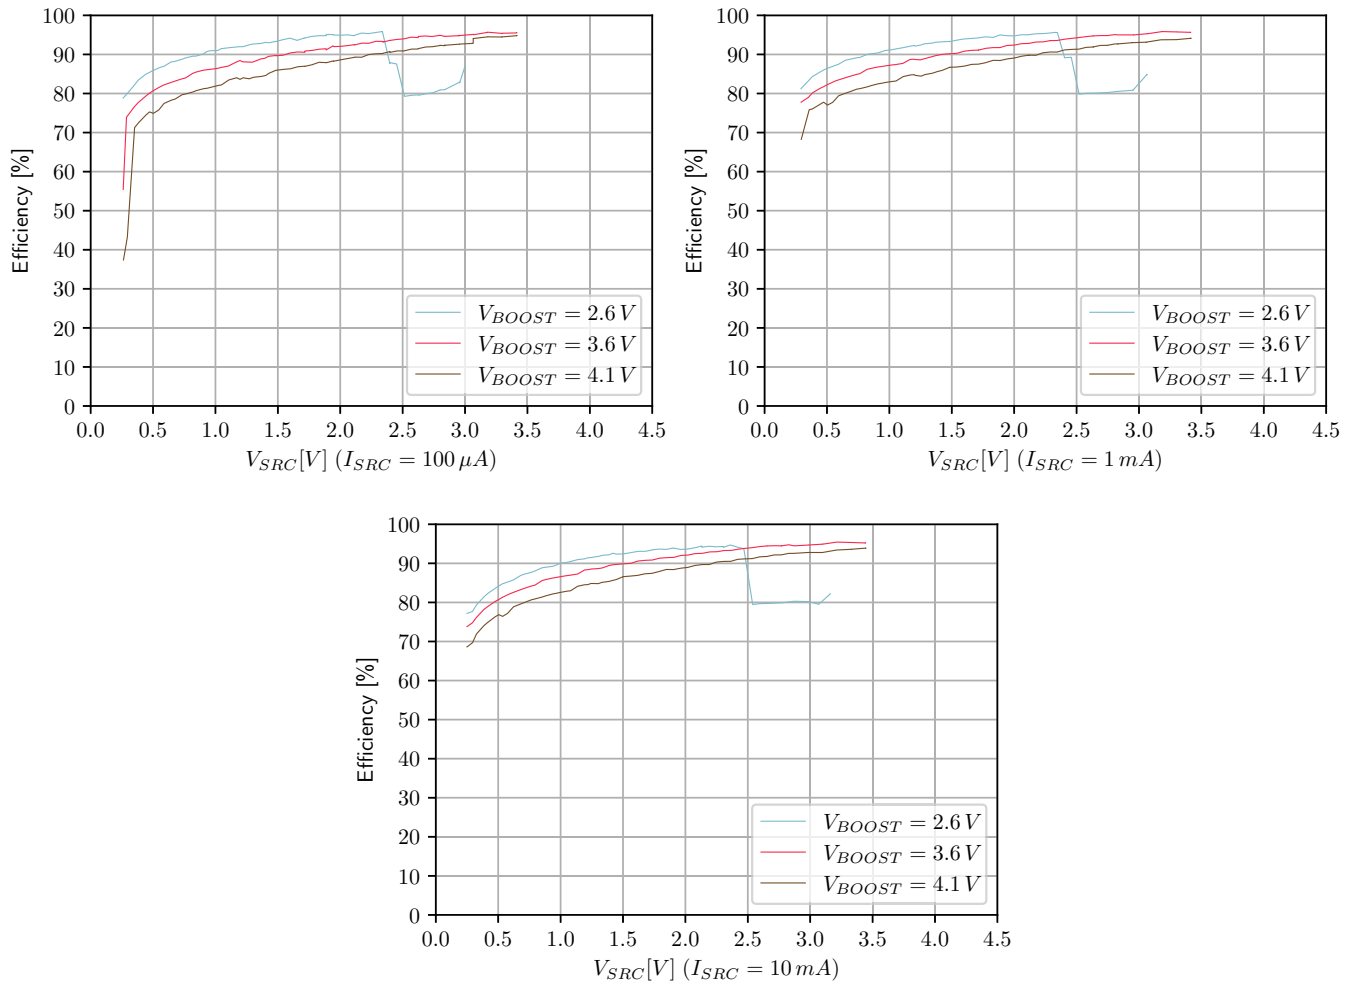 100
90
80
70
60
50
40
30
20
10
0
Efficiency [%]
V_BOOST = 2.6 V
V_BOOST = 3.6 V
V_BOOST = 4.1 V
0.0 0.5 1.0 1.5 2.0 2.5 3.0 3.5 4.0 4.5
V_SRC[V] (I_SRC = 100 μA)
100
90
80
70
60
50
40
30
20
10
0
Efficiency [%]
V_BOOST = 2.6 V
V_BOOST = 3.6 V
V_BOOST = 4.1 V
0.0 0.5 1.0 1.5 2.0 2.5 3.0 3.5 4.0 4.5
V_SRC[V] (I_SRC = 1 mA)
100
90
80
70
60
50
40
30
20
10
0
Efficiency [%]
V_BOOST = 2.6 V
V_BOOST = 3.6 V
V_BOOST = 4.1 V
0.0 0.5 1.0 1.5 2.0 2.5 3.0 3.5 4.0 4.5
V_SRC[V] (I_SRC = 10 mA)